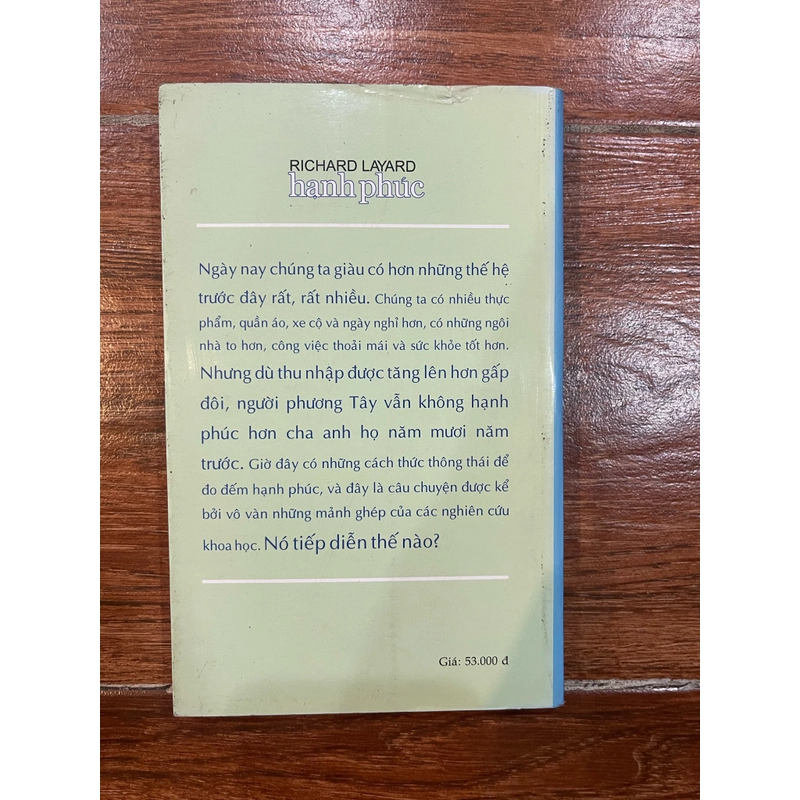 RICHARD LAYARD
hạnh phúc
Ngày nay chúng ta giàu có hơn những thế hệ
trước đây rất, rất nhiều. Chúng ta có nhiều thực
phẩm, quần áo, xe cộ và ngày nghỉ hơn, có những ngôi
nhà to hơn, công việc thoải mái và sức khỏe tốt hơn.
Nhưng dù thu nhập được tăng lên hơn gấp
đôi, người phương Tây vẫn không hạnh
phúc hơn cha anh họ năm mươi năm
trước. Giờ đây có những cách thức thông thái để
đo đếm hạnh phúc, và đây là câu chuyện được kể
bởi vô vàn những mảnh ghép của các nghiên cứu
khoa học. Nó tiếp diễn thế nào?
Giá: 53.000 đ